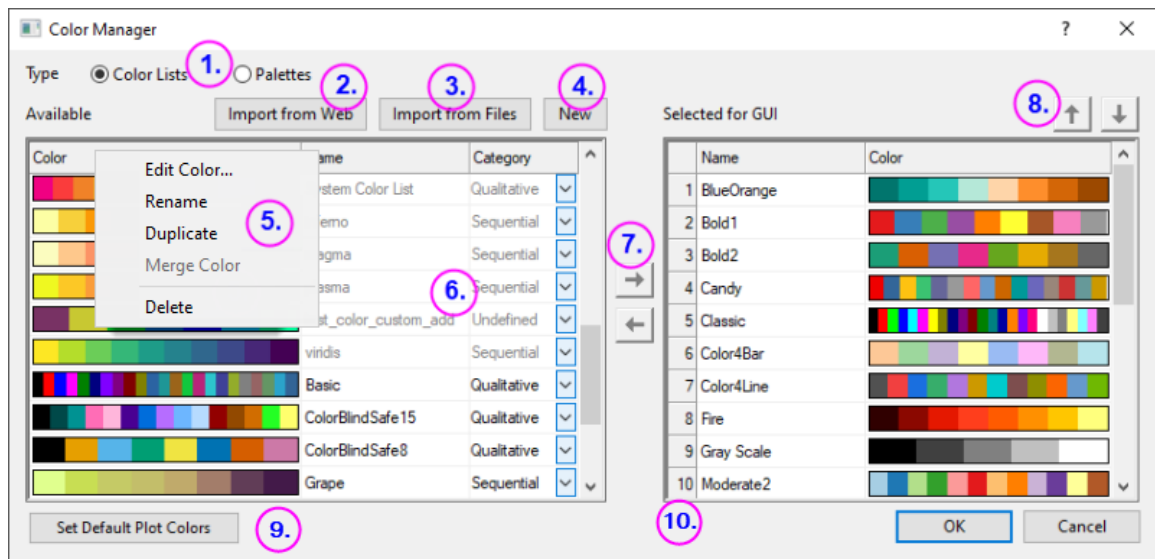 Color Manager ? ×
Type Color Lists 1. Palettes
2. 3. 4. 8.
Available Import from Web Import from Files New Selected for GUI
Color Category Name Color
Edit Color...
Rename
5.
Duplicate
Merge Color
Delete
System Color List Qualitative
Sequential
Sequential
6. Sequential
Undefined
viridis Sequential
Basic Qualitative
ColorBlindSafe15 Qualitative
ColorBlindSafe8 Qualitative
Grape Sequential
7.
1 BlueOrange
2 Bold1
3 Bold2
4 Candy
5 Classic
6 Color4Bar
7 Color4Line
8 Fire
9 Gray Scale
10 Moderate2
Set Default Plot Colors 9. 10. OK Cancel